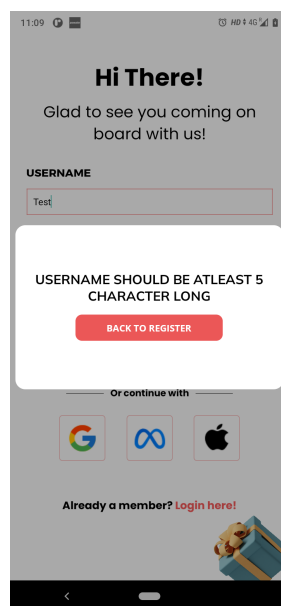 11:09
HD 4G
Hi There!
Glad to see you coming on
board with us!
USERNAME
Test
USERNAME SHOULD BE ATLEAST 5
CHARACTER LONG
BACK TO REGISTER
Or continue with
Already a member? Login here!